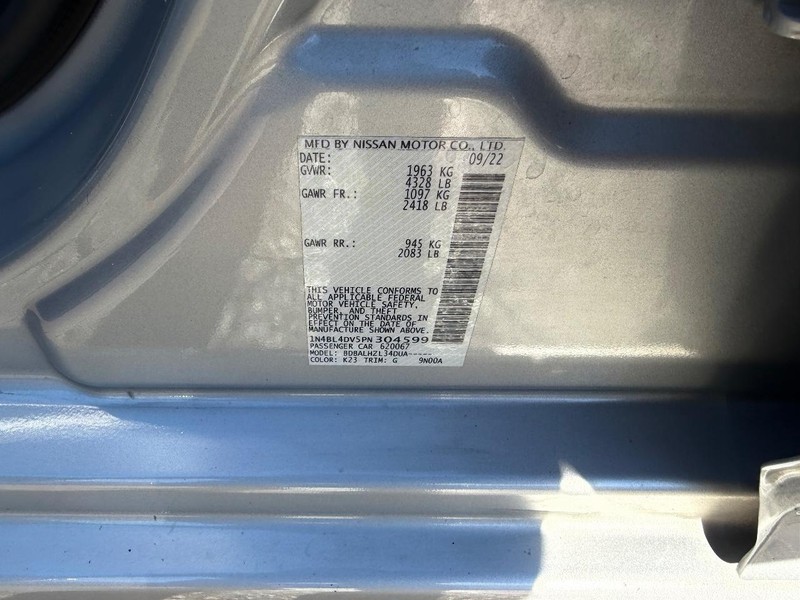 MFD BY NISSAN MOTOR CO., LTD.
DATE: 09/22
GVWR: 1963 KG
4328 LB
GAWR FR.: 1097 KG
2418 LB
GAWR RR.: 945 KG
2083 LB
THIS VEHICLE CONFORMS TO
ALL APPLICABLE FEDERAL
MOTOR VEHICLE SAFETY,
BUMPER, AND THEFT
PREVENTION STANDARDS IN
EFFECT ON THE DATE OF
MANUFACTURE SHOWN ABOVE.
1N4BL4DV5PN304599
PASSENGER CAR 620067
MODEL: BDBALHZL34DUA-----
COLOR: K23 TRIM: G 9N00A